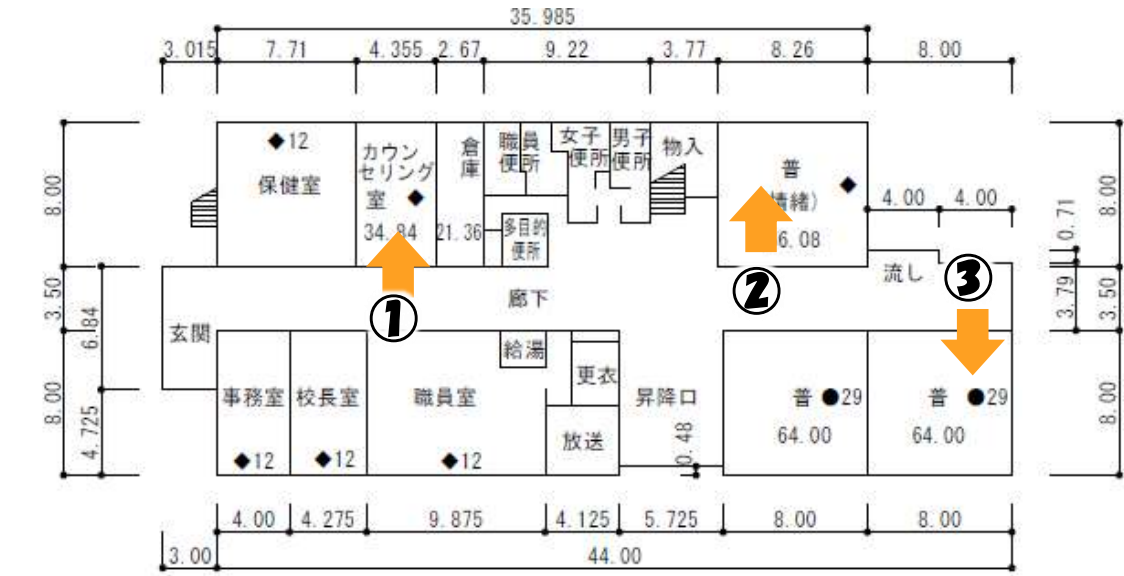 35.985
3.015 7.71 4.355 2.67 9.22 3.77 8.26 8.00
◆12
保健室
カウン
セリング
室 ◆
34.84
倉
庫
21.36
職員
便所
女子
便所
男子
便所
物入
多目的
便所
普
情緒)
◆
6.08
4.00 4.00
8.00
3.50
6.84
8.00
4.725
0.71
8.00
3.79
3.50
8.00
流し
①
②
③
廊下
玄関
給湯
更衣
事務室
校長室
職員室
昇降口
放送
◆12
◆12
◆12
0.48
普 ●29
64.00
普 ●29
64.00
4.00 4.275 9.875 4.125 5.725 8.00 8.00
3.00 44.00